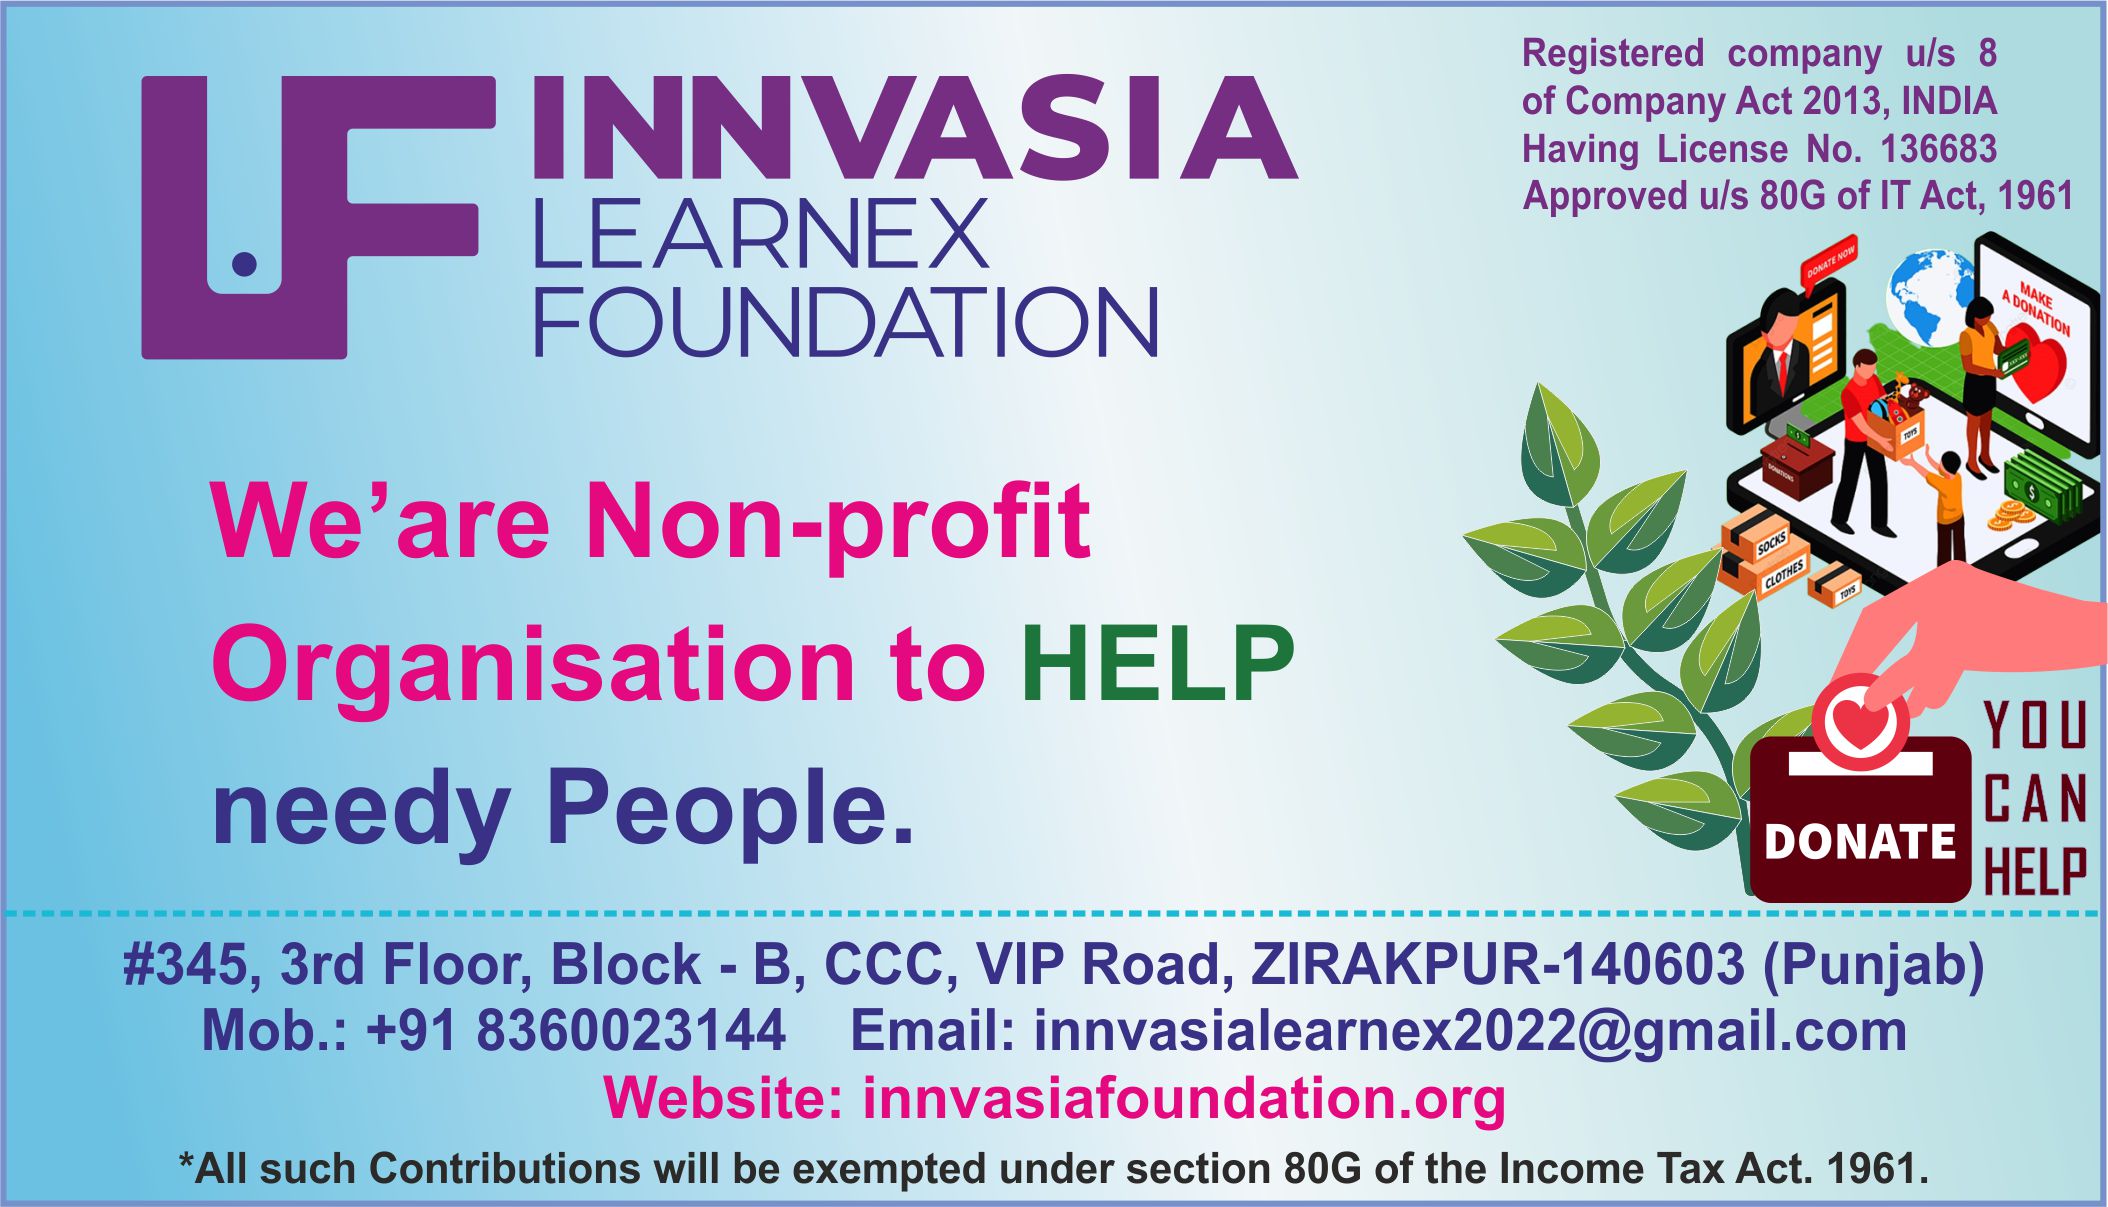 INNVASIA
LEARNEX
FOUNDATION
Registered company u/s 8
of Company Act 2013, INDIA
Having License No. 136683
Approved u/s 80G of IT Act, 1961
DONATE NOW
MAKE
A DONATION
TOYS
DONATIONS
SOCKS
CLOTHES
TOYS
We’are Non-profit
Organisation to HELP
needy People.
DONATE
YOU
CAN
HELP
#345, 3rd Floor, Block - B, CCC, VIP Road, ZIRAKPUR-140603 (Punjab)
Mob.: +91 8360023144 Email: innvasialearnex2022@gmail.com
Website: innvasiafoundation.org
*All such Contributions will be exempted under section 80G of the Income Tax Act. 1961.